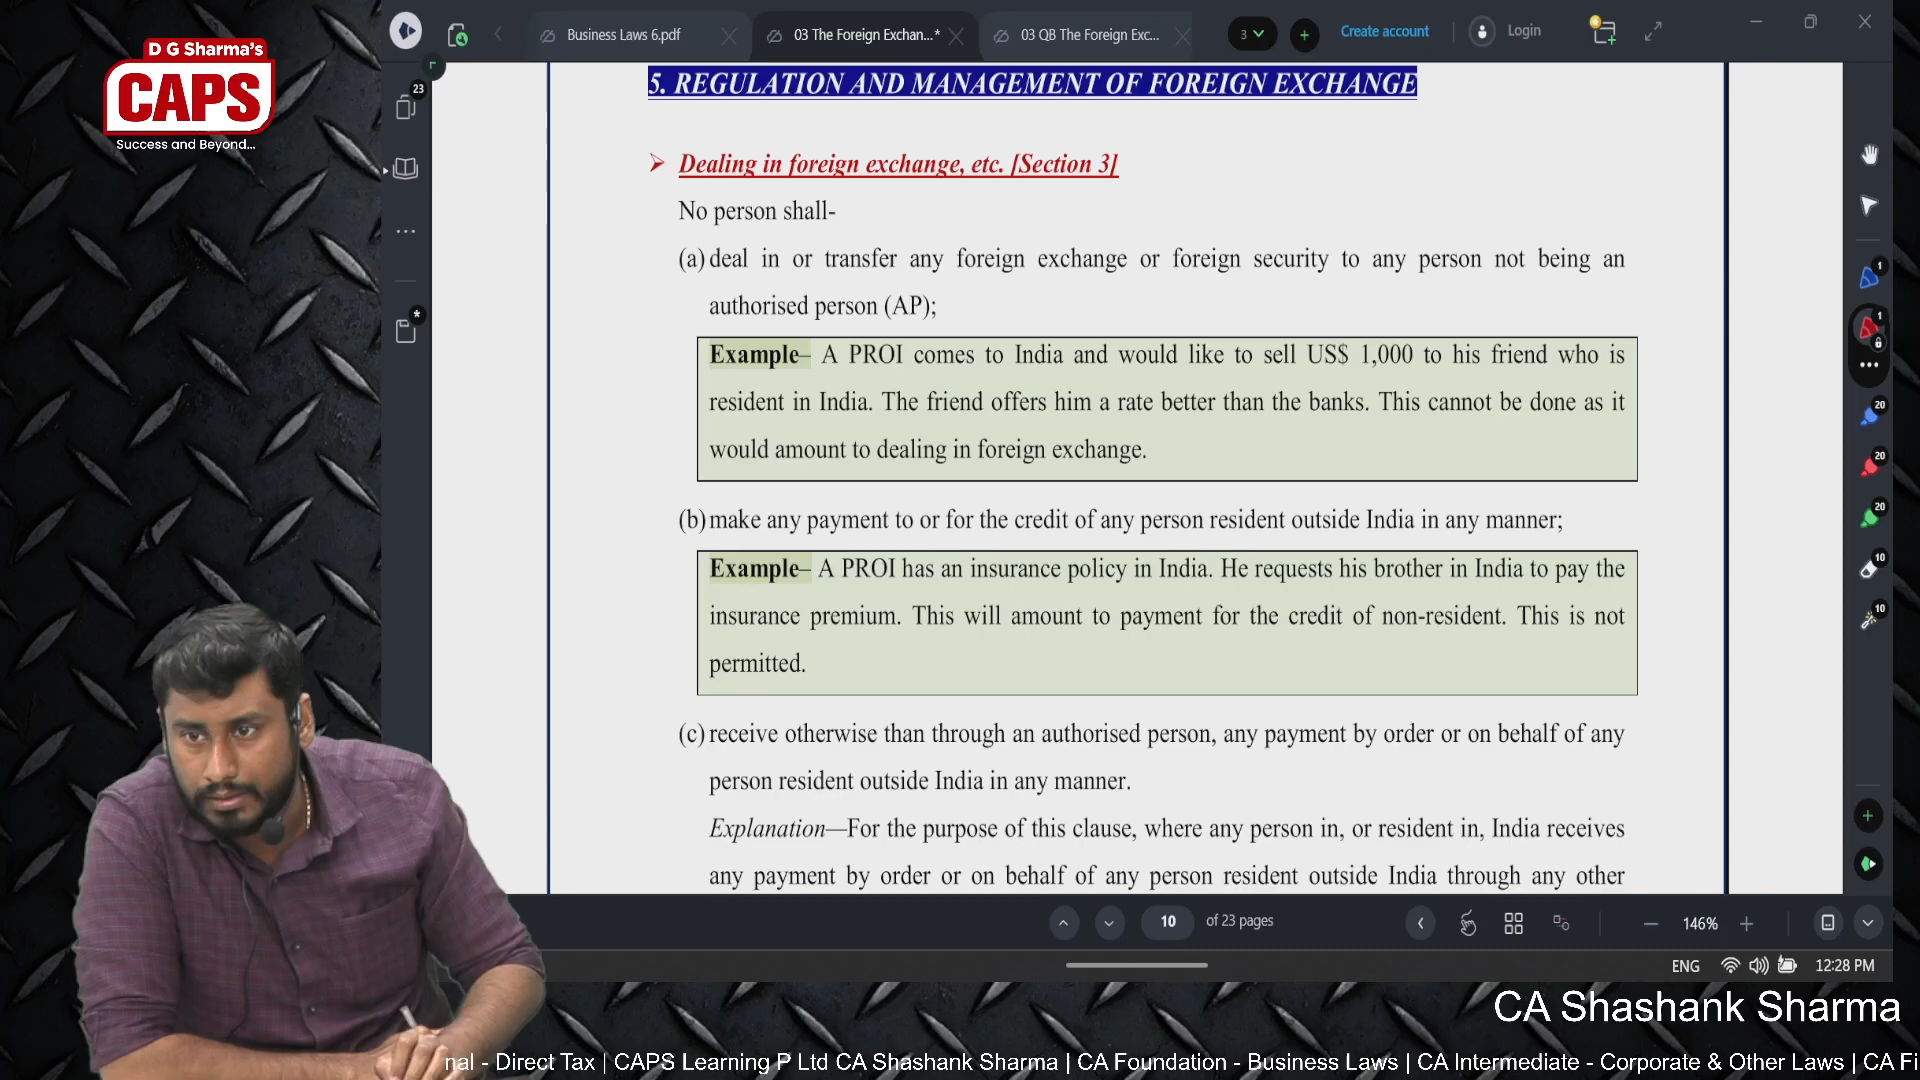 D G Sharma's
CAPS
Success and Beyond...
Business Laws 6.pdf
03 The Foreign Exchan...*
03 QB The Foreign Exc...
3
Create account
Login
23
5. REGULATION AND MANAGEMENT OF FOREIGN EXCHANGE
Dealing in foreign exchange, etc. [Section 3]
No person shall-
(a) deal in or transfer any foreign exchange or foreign security to any person not being an
authorised person (AP);
Example– A PROI comes to India and would like to sell US$ 1,000 to his friend who is
resident in India. The friend offers him a rate better than the banks. This cannot be done as it
would amount to dealing in foreign exchange.
(b) make any payment to or for the credit of any person resident outside India in any manner;
Example– A PROI has an insurance policy in India. He requests his brother in India to pay the
insurance premium. This will amount to payment for the credit of non-resident. This is not
permitted.
(c) receive otherwise than through an authorised person, any payment by order or on behalf of any
person resident outside India in any manner.
Explanation—For the purpose of this clause, where any person in, or resident in, India receives
any payment by order or on behalf of any person resident outside India through any other
1
1
20
20
20
10
10
10 of 23 pages
146%
ENG
12:28 PM
CA Shashank Sharma
nal - Direct Tax | CAPS Learning P Ltd CA Shashank Sharma | CA Foundation - Business Laws | CA Intermediate - Corporate & Other Laws | CA Fi